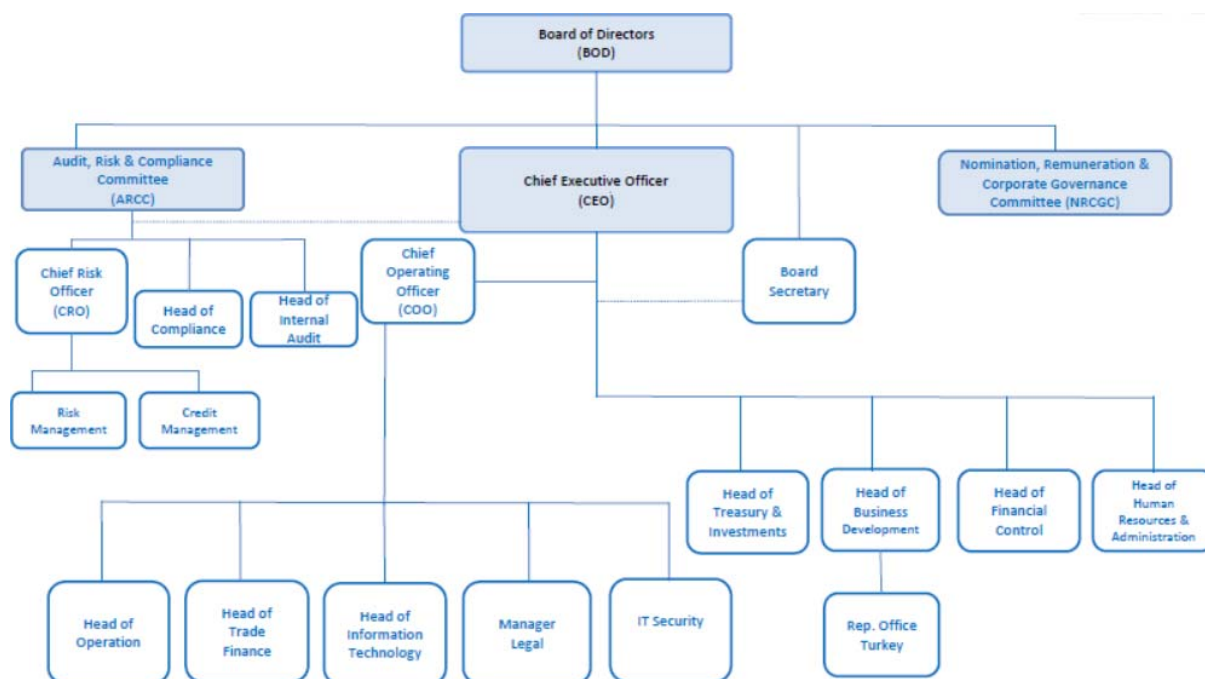 Board of Directors
(BOD)
Audit, Risk & Compliance
Committee
(ARCC)
Chief Executive Officer
(CEO)
Nomination, Remuneration &
Corporate Governance
Committee (NRCGC)
Chief Risk
Officer
(CRO)
Head of
Compliance
Head of
Internal
Audit
Chief
Operating
Officer
(COO)
Board
Secretary
Risk
Management
Credit
Management
Head of
Treasury &
Investments
Head of
Business
Development
Head of
Financial
Control
Head of
Human
Resources &
Administration
Head of
Operation
Head of
Trade
Finance
Head of
Information
Technology
Manager
Legal
IT Security
Rep. Office
Turkey